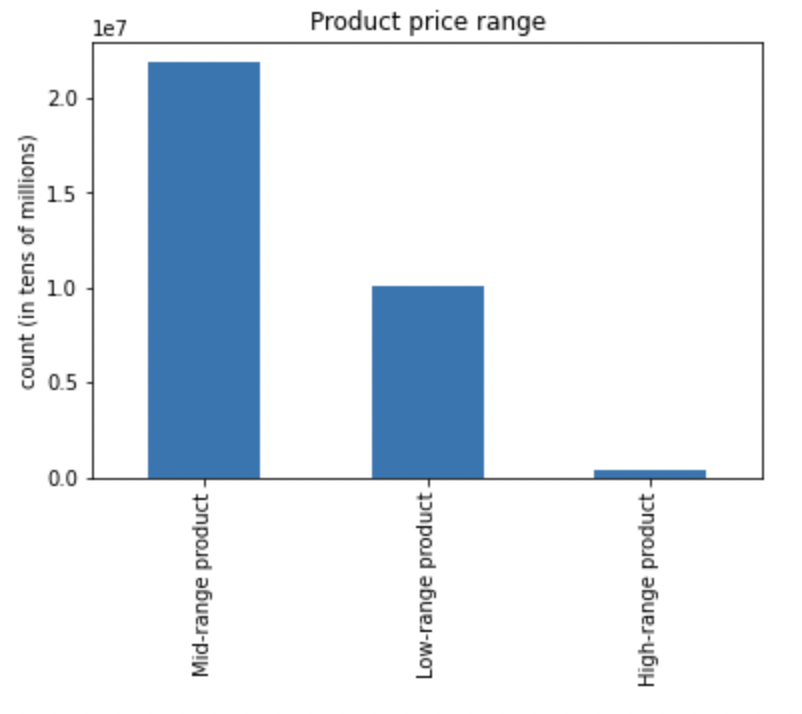 Product price range
1e7
count (in tens of millions)
2.0
1.5
1.0
0.5
0.0
Mid-range product
Low-range product
High-range product